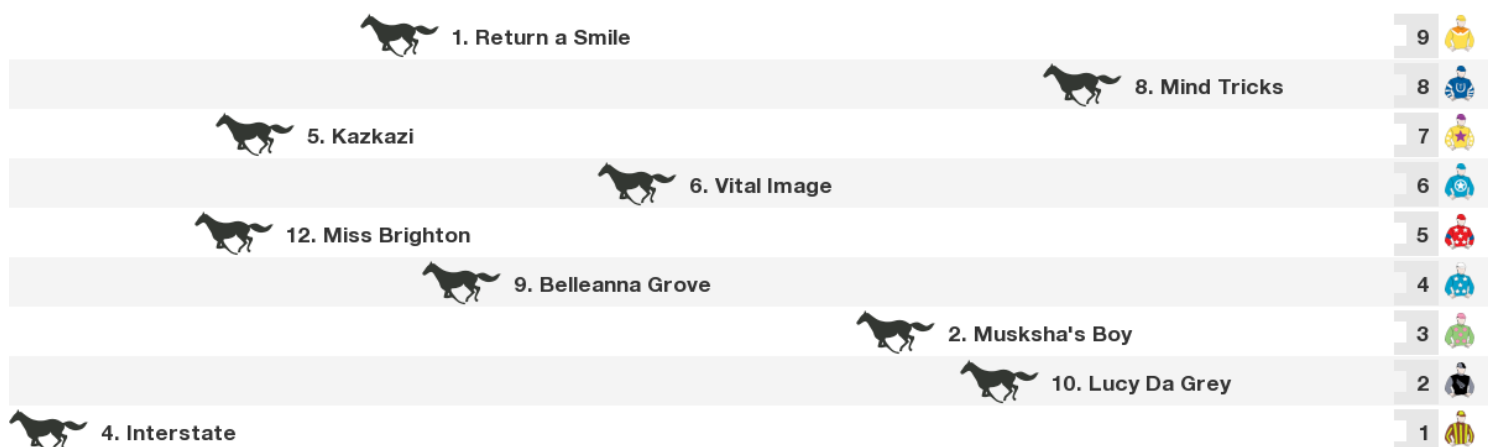 1. Return a Smile 9
8. Mind Tricks 8
5. Kazkazi 7
6. Vital Image 6
12. Miss Brighton 5
9. Belleanna Grove 4
2. Musksha's Boy 3
10. Lucy Da Grey 2
4. Interstate 1